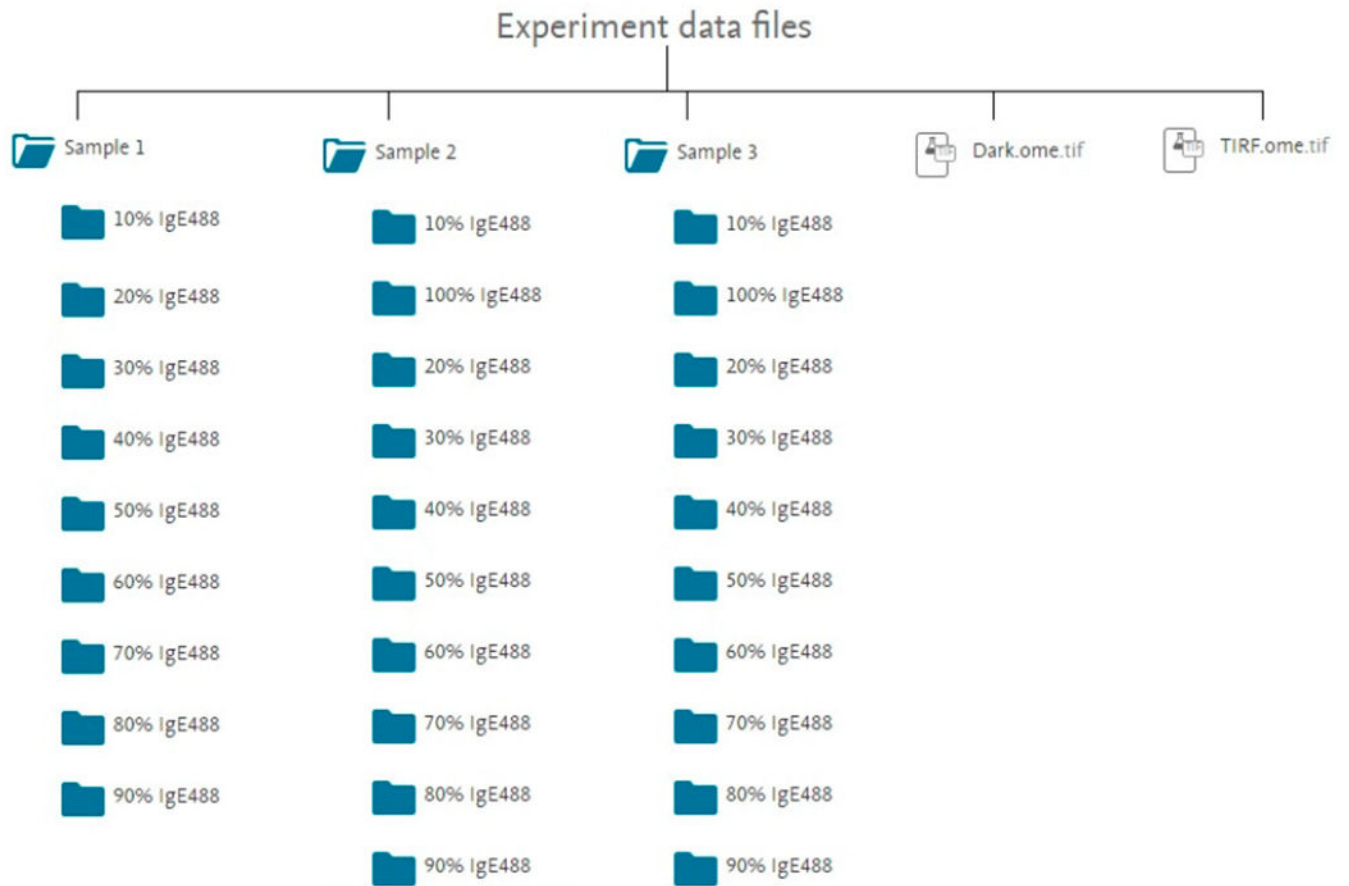 Experiment data files
Sample 1
10% IgE488
20% IgE488
30% IgE488
40% IgE488
50% IgE488
60% IgE488
70% IgE488
80% IgE488
90% IgE488
Sample 2
10% IgE488
100% IgE488
20% IgE488
30% IgE488
40% IgE488
50% IgE488
60% IgE488
70% IgE488
80% IgE488
90% IgE488
Sample 3
10% IgE488
100% IgE488
20% IgE488
30% IgE488
40% IgE488
50% IgE488
60% IgE488
70% IgE488
80% IgE488
90% IgE488
TIF
Dark.ome.tif
TIF
TIRF.ome.tif